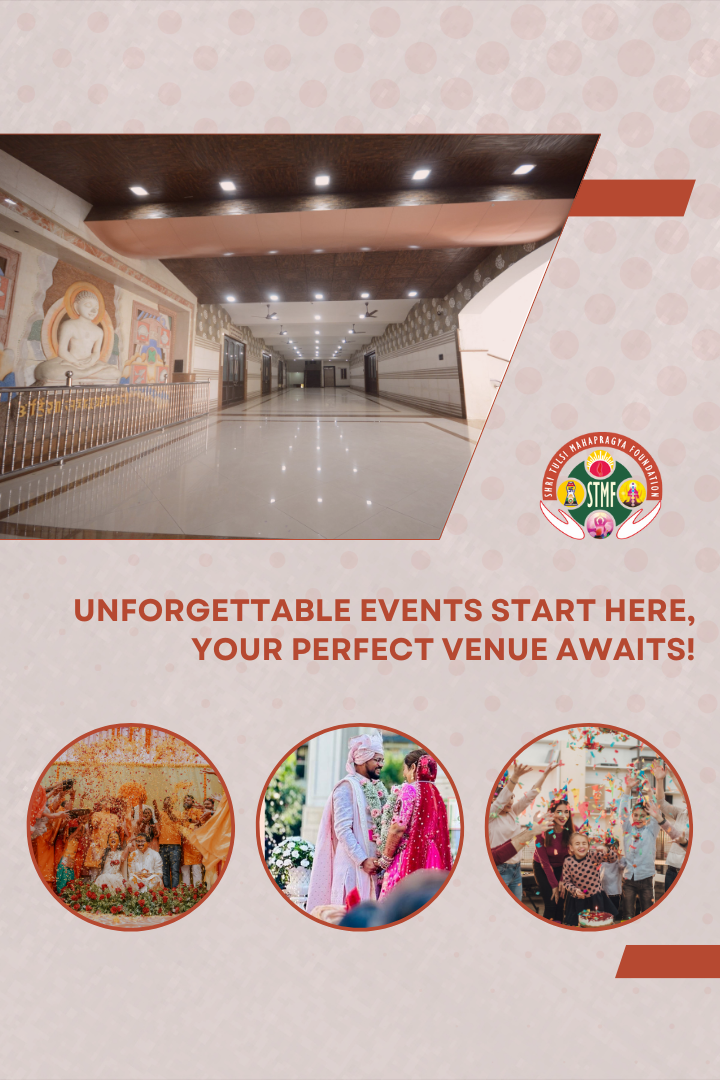 SHRI TULSI MAHAPRAGYA FOUNDATION
STMF
UNFORGETTABLE EVENTS START HERE,
YOUR PERFECT VENUE AWAITS!